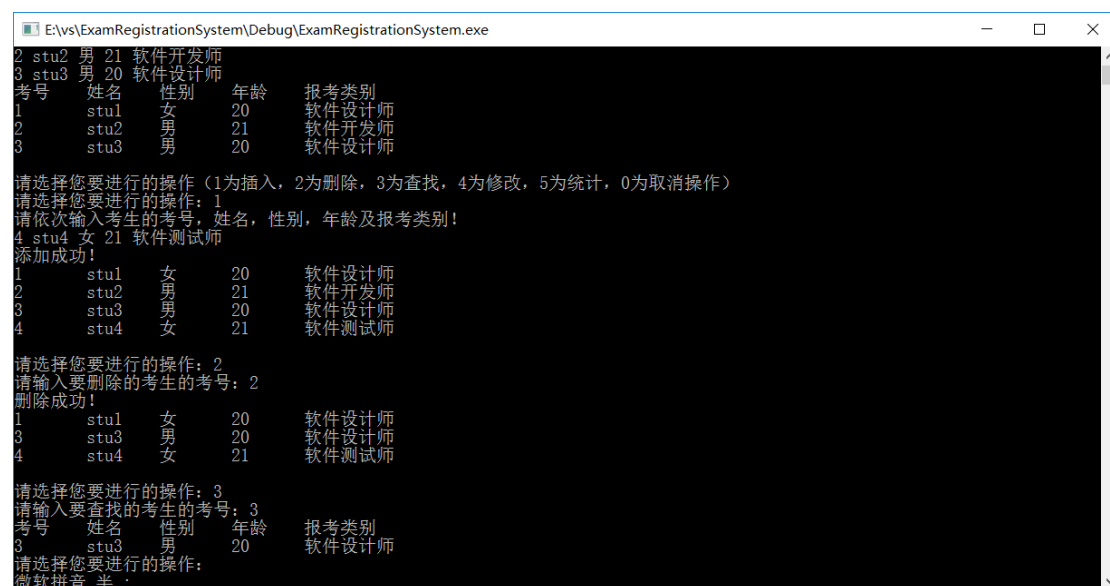 E:\vs\ExamRegistrationSystem\Debug\ExamRegistrationSystem.exe
2 stu2 男 21 软件开发师
3 stu3 男 20 软件设计师
考号 姓名 性别 年龄 报考类别
1 stu1 女 20 软件设计师
2 stu2 男 21 软件开发师
3 stu3 男 20 软件设计师
请选择您要进行的操作（1为插入，2为删除，3为查找，4为修改，5为统计，0为取消操作）
请选择您要进行的操作：1
请依次输入考生的考号，姓名，性别，年龄及报考类别！
4 stu4 女 21 软件测试师
添加成功！
1 stu1 女 20 软件设计师
2 stu2 男 21 软件开发师
3 stu3 男 20 软件设计师
4 stu4 女 21 软件测试师
请选择您要进行的操作：2
请输入要删除的考生的考号：2
删除成功！
1 stu1 女 20 软件设计师
3 stu3 男 20 软件设计师
4 stu4 女 21 软件测试师
请选择您要进行的操作：3
请输入要查找的考生的考号：3
考号 姓名 性别 年龄 报考类别
3 stu3 男 20 软件设计师
请选择您要进行的操作：
微软拼音 半 :